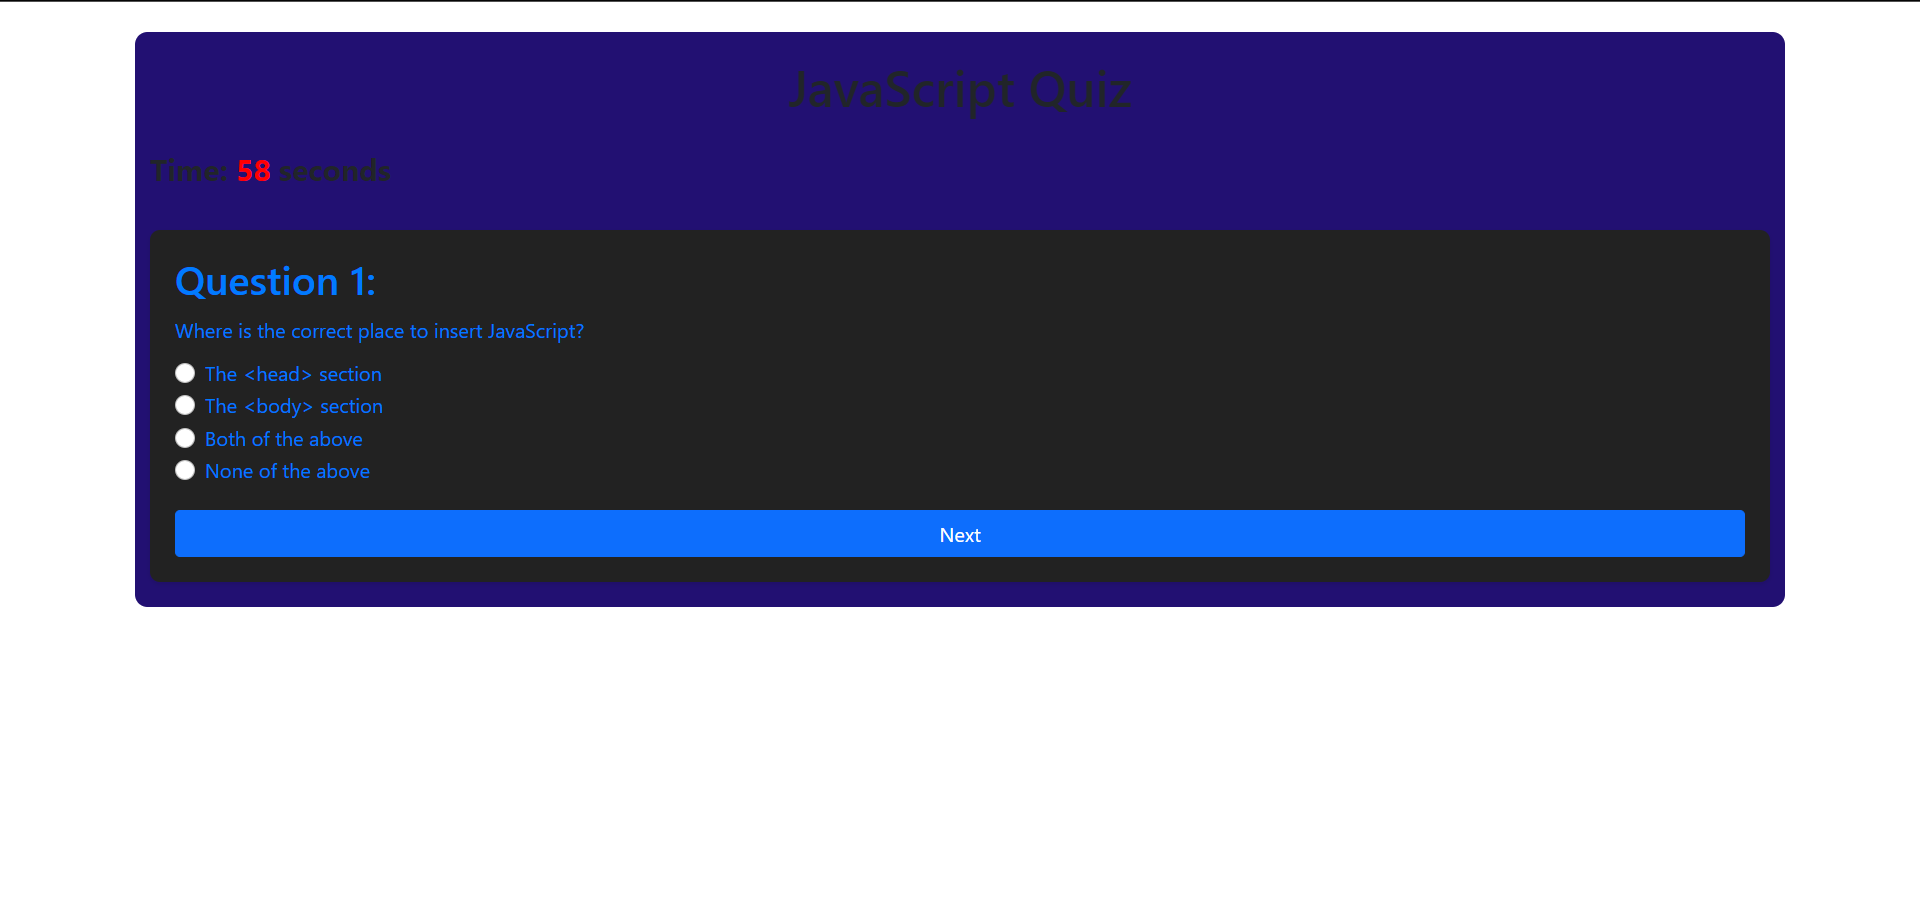 JavaScript Quiz
Time: 58 seconds
Question 1:
Where is the correct place to insert JavaScript?
The <head> section
The <body> section
Both of the above
None of the above
Next